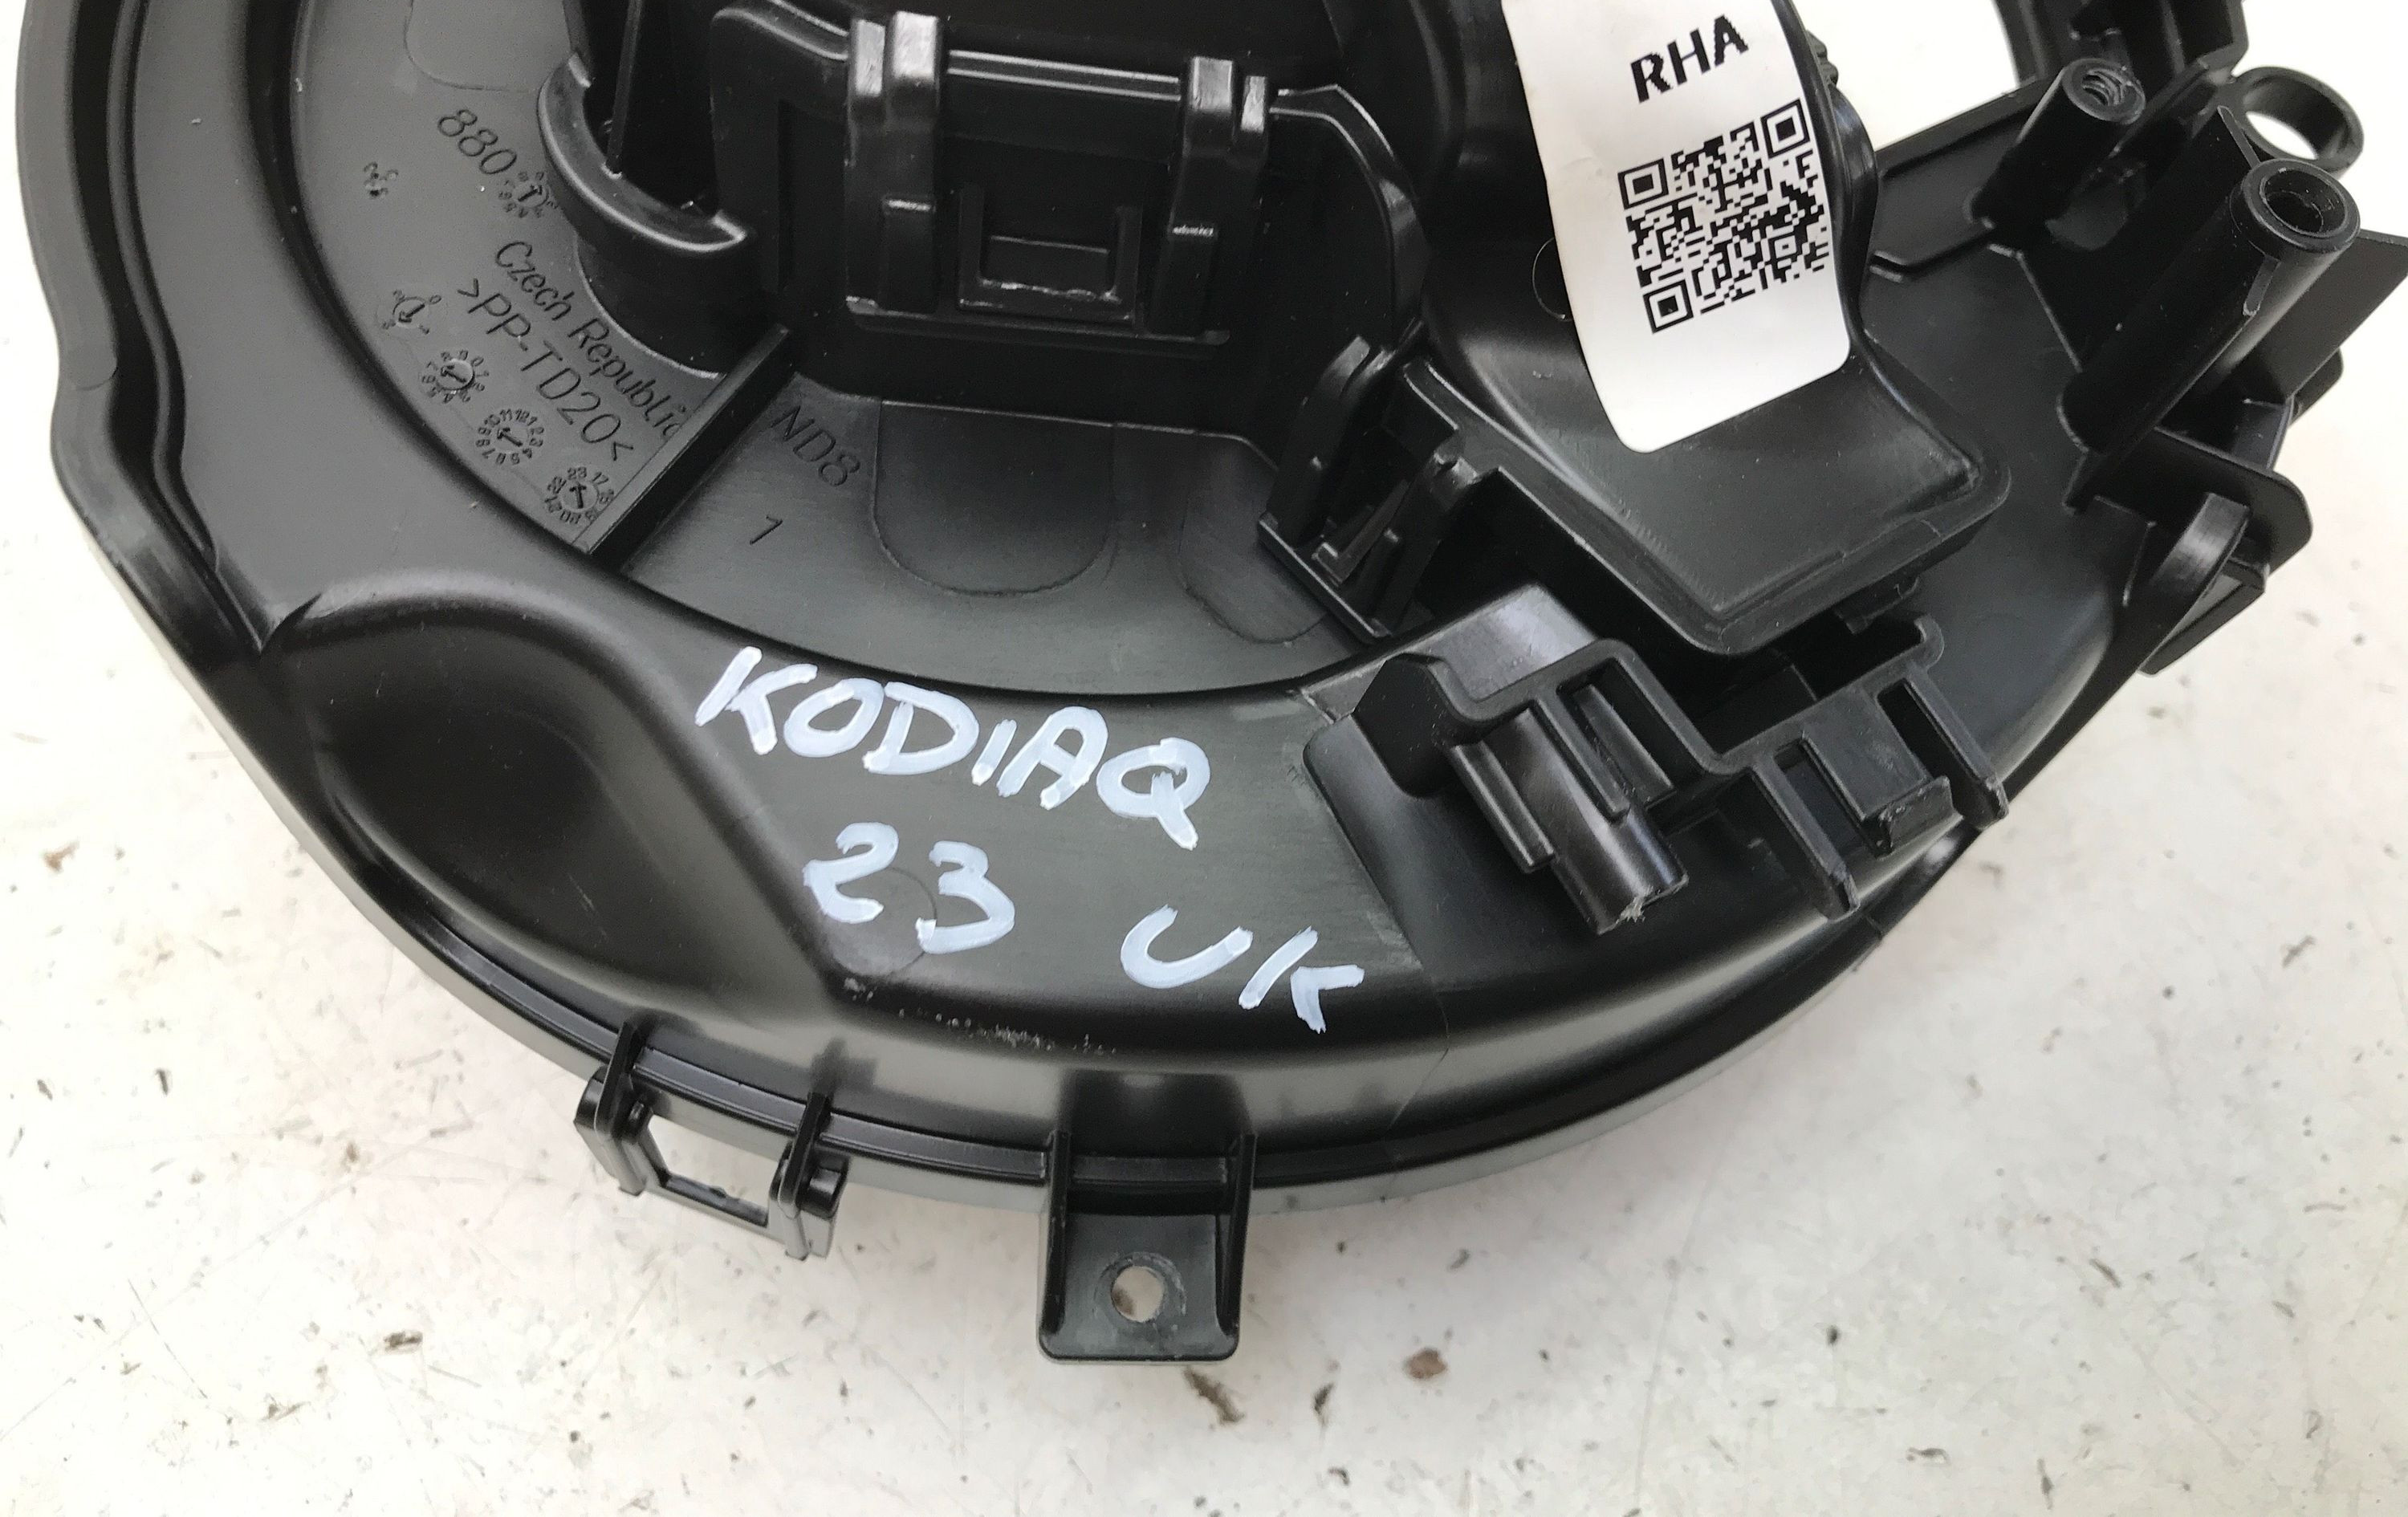 RHA
880
Czech Republic
>PP-TD20<
ND8
1
KODIAQ
23 UK